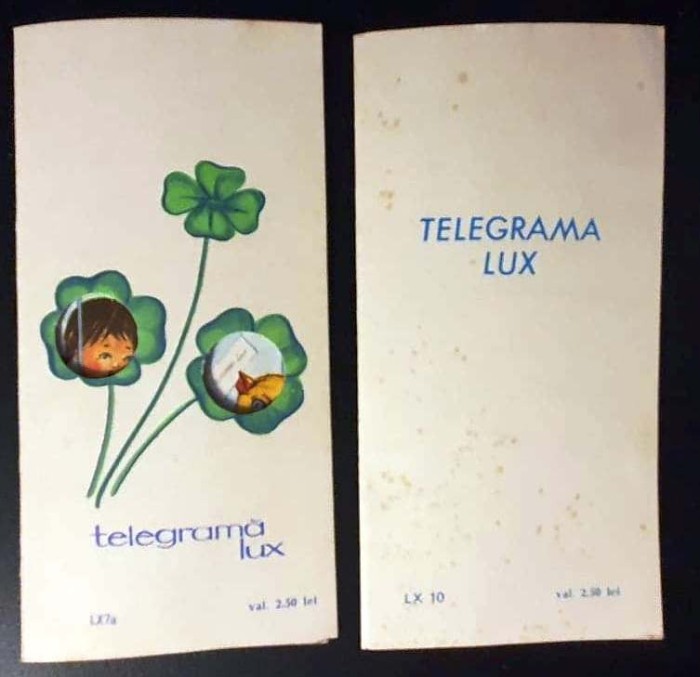 telegramă
lux
LX7a
val. 2.50 lei
TELEGRAMA
LUX
LX 10
val. 2.50 lei